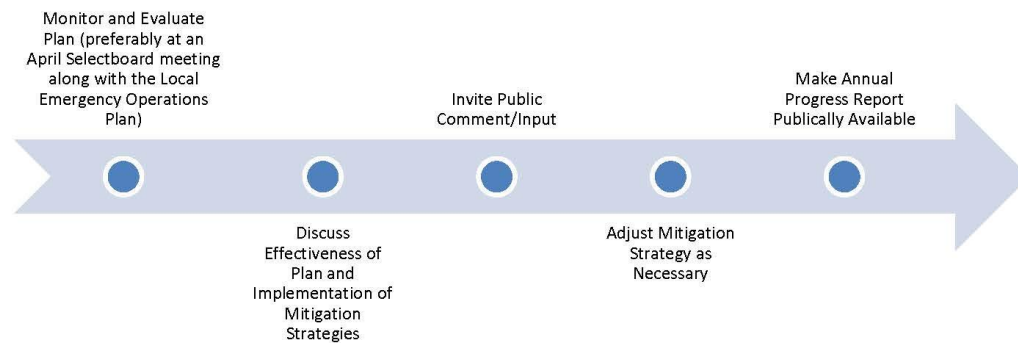 Monitor and Evaluate
Plan (preferably at an
April Selectboard meeting
along with the Local
Emergency Operations
Plan)
Discuss
Effectiveness of
Plan and
Implementation of
Mitigation
Strategies
Invite Public
Comment/Input
Adjust Mitigation
Strategy as
Necessary
Make Annual
Progress Report
Publically Available